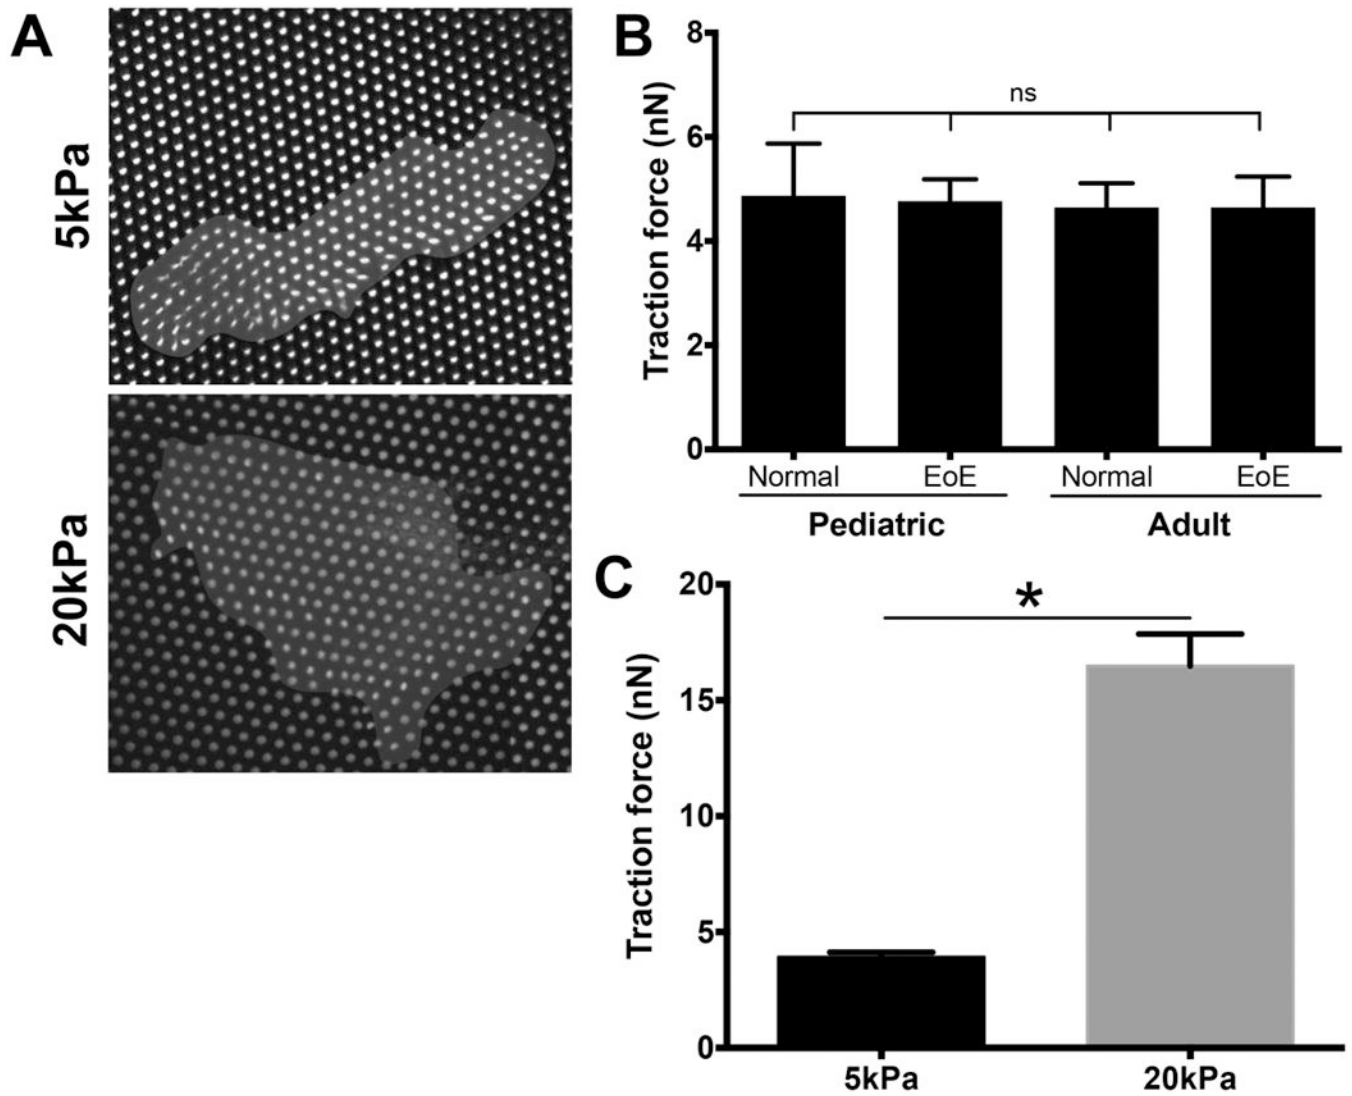 A
5kPa
20kPa
B
Traction force (nN)
8
6
4
2
0
ns
Normal EoE Normal EoE
Pediatric Adult
C
Traction force (nN)
20
15
10
5
0
*
5kPa 20kPa